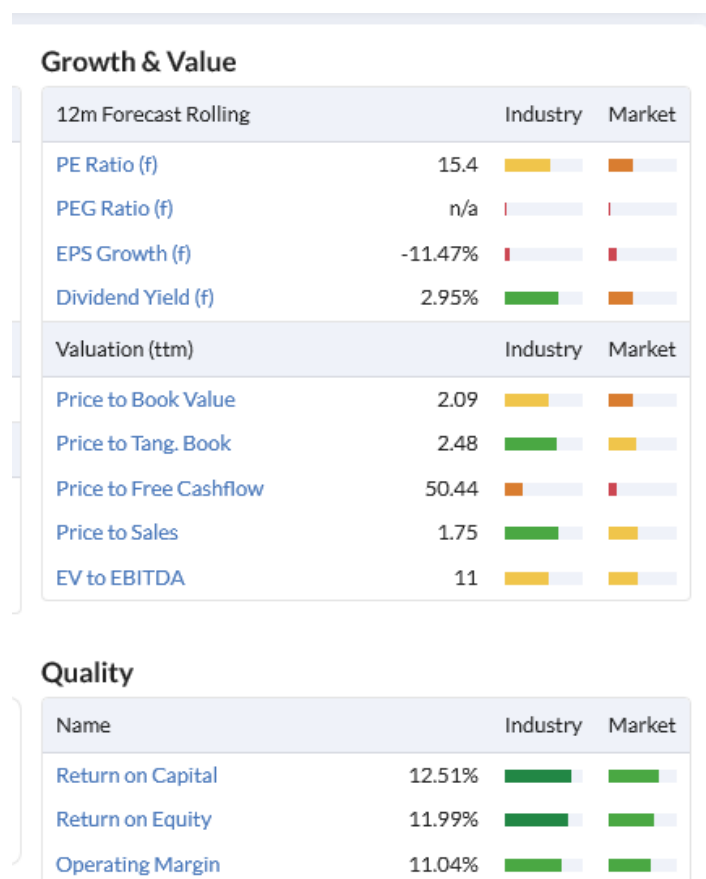 Growth & Value
12m Forecast Rolling Industry Market
PE Ratio (f) 15.4
PEG Ratio (f) n/a
EPS Growth (f) -11.47%
Dividend Yield (f) 2.95%
Valuation (ttm) Industry Market
Price to Book Value 2.09
Price to Tang. Book 2.48
Price to Free Cashflow 50.44
Price to Sales 1.75
EV to EBITDA 11
Quality
Name Industry Market
Return on Capital 12.51%
Return on Equity 11.99%
Operating Margin 11.04%